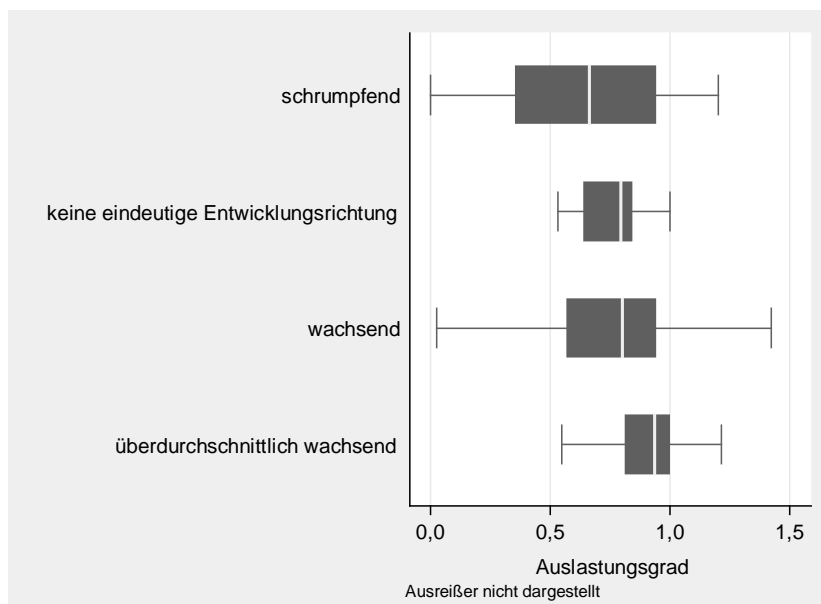 schrumpfend
keine eindeutige Entwicklungsrichtung
wachsend
überdurchschnittlich wachsend
0,0 0,5 1,0 1,5
Auslastungsgrad
Ausreißer nicht dargestellt